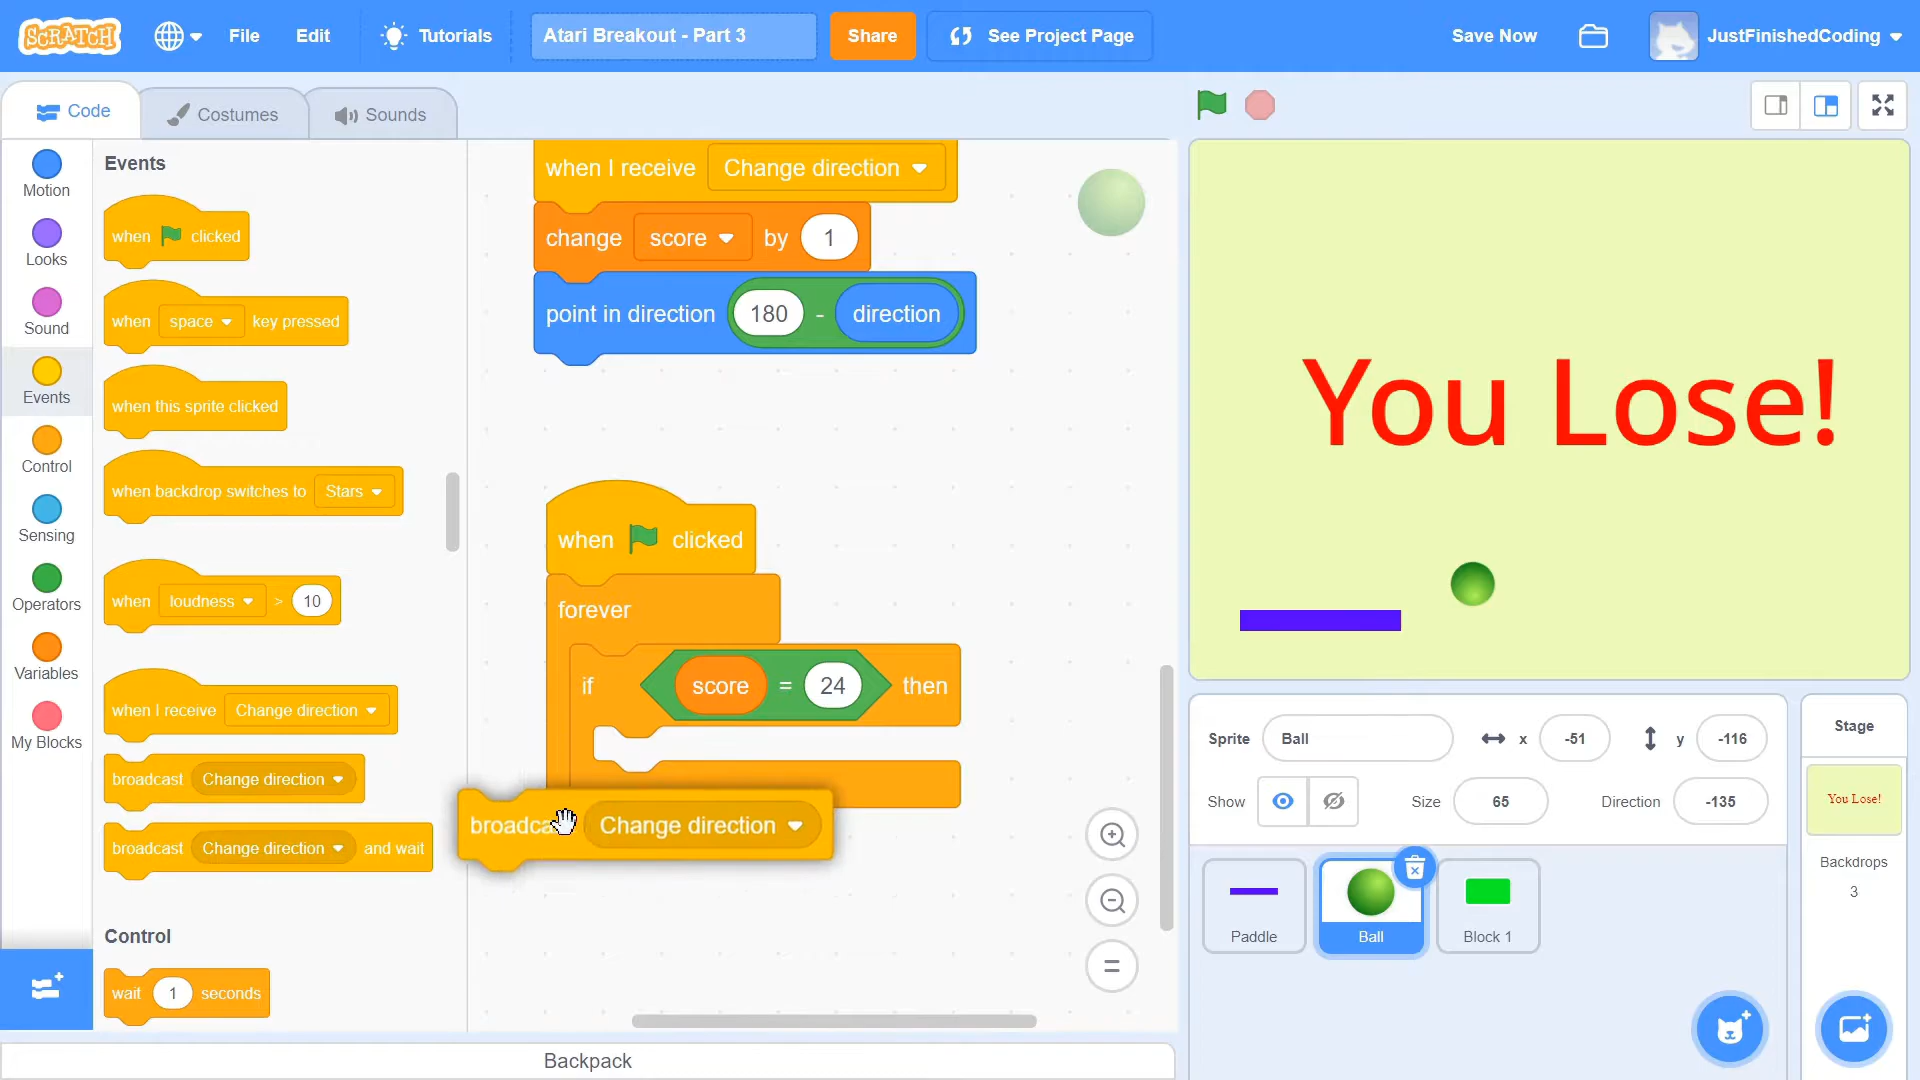 SCRATCH
File
Edit
Tutorials
Atari Breakout - Part 3
Share
See Project Page
Save Now
JustFinishedCoding
Code
Costumes
Sounds
Motion
Looks
Sound
Events
Control
Sensing
Operators
Variables
My Blocks
Events
when clicked
when space key pressed
when this sprite clicked
when backdrop switches to Stars
when loudness > 10
when I receive Change direction
broadcast Change direction
broadcast Change direction and wait
Control
wait 1 seconds
when I receive Change direction
change score by 1
point in direction 180 - direction
when clicked
forever
if score = 24 then
broadca Change direction
Backpack
You Lose!
Sprite Ball x -51 y -116
Show Size 65 Direction -135
Paddle
Ball
Block 1
Stage
You Lose!
Backdrops
3